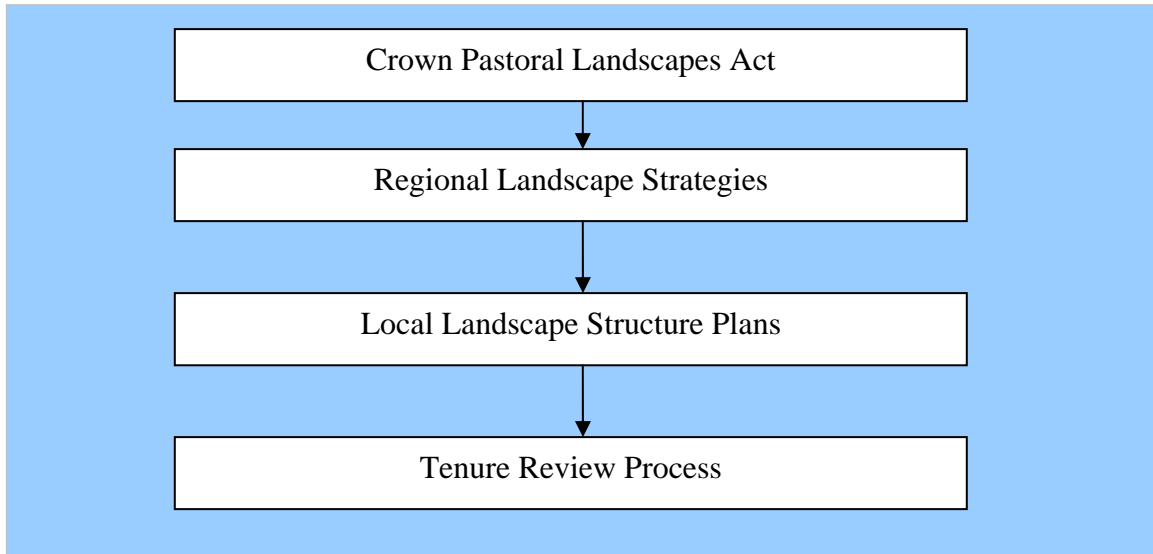 Crown Pastoral Landscapes Act
Regional Landscape Strategies
Local Landscape Structure Plans
Tenure Review Process